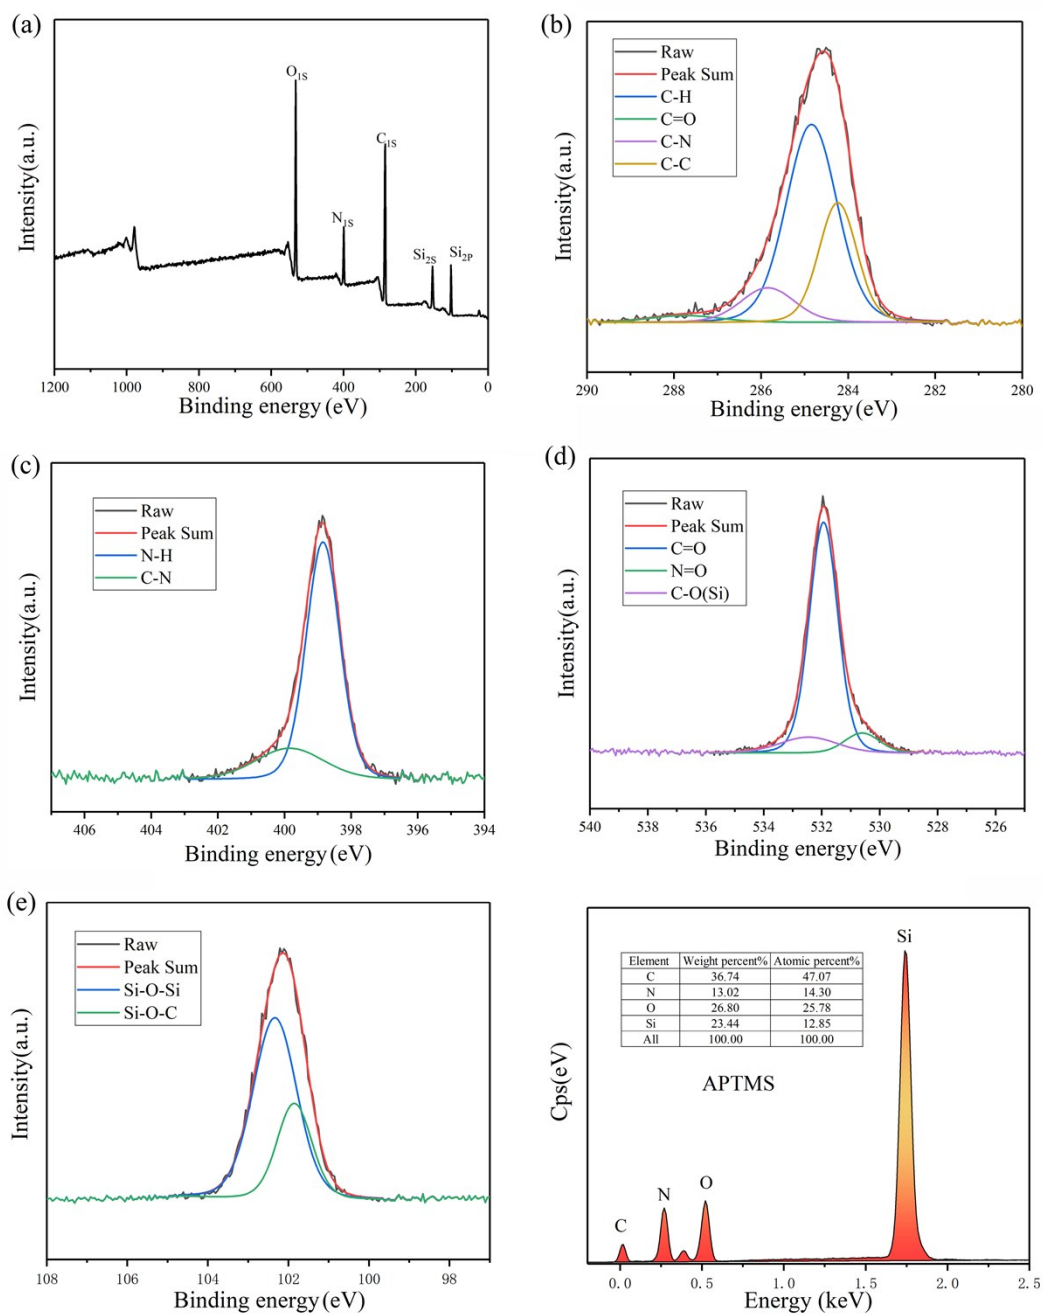 (a)
Intensity(a.u.)
O1S
C1S
N1S
Si2S
Si2P
1200 1000 800 600 400 200 0
Binding energy (eV)
(b)
Intensity(a.u.)
Raw
Peak Sum
C-H
C=O
C-N
C-C
290 288 286 284 282 280
Binding energy(eV)
(c)
Intensity(a.u.)
Raw
Peak Sum
N-H
C-N
406 404 402 400 398 396 394
Binding energy (eV)
(d)
Intensity(a.u.)
Raw
Peak Sum
C=O
N=O
C-O(Si)
540 538 536 534 532 530 528 526
Binding energy(eV)
(e)
Intensity(a.u.)
Raw
Peak Sum
Si-O-Si
Si-O-C
108 106 104 102 100 98
Binding energy (eV)
Cps(eV)
Si
Element Weight percent% Atomic percent%
C 36.74 47.07
N 13.02 14.30
O 26.80 25.78
Si 23.44 12.85
All 100.00 100.00
APTMS
C N O
0.0 0.5 1.0 1.5 2.0 2.5
Energy (keV)